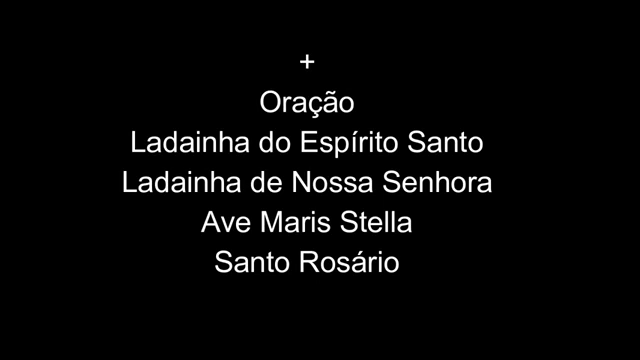 +
Oração
Ladainha do Espírito Santo
Ladainha de Nossa Senhora
Ave Maris Stella
Santo Rosário